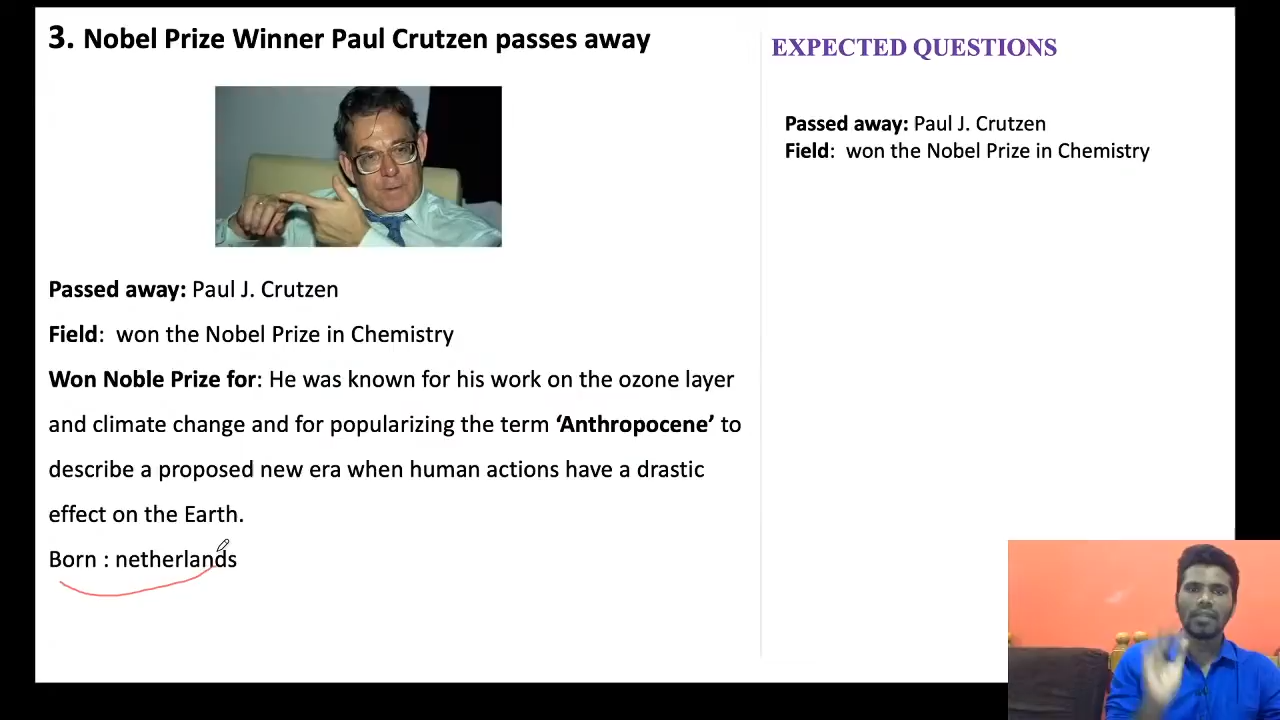 3. Nobel Prize Winner Paul Crutzen passes away
Passed away: Paul J. Crutzen
Field: won the Nobel Prize in Chemistry
Won Noble Prize for: He was known for his work on the ozone layer
and climate change and for popularizing the term ‘Anthropocene’ to
describe a proposed new era when human actions have a drastic
effect on the Earth.
Born : netherlands
EXPECTED QUESTIONS
Passed away: Paul J. Crutzen
Field: won the Nobel Prize in Chemistry